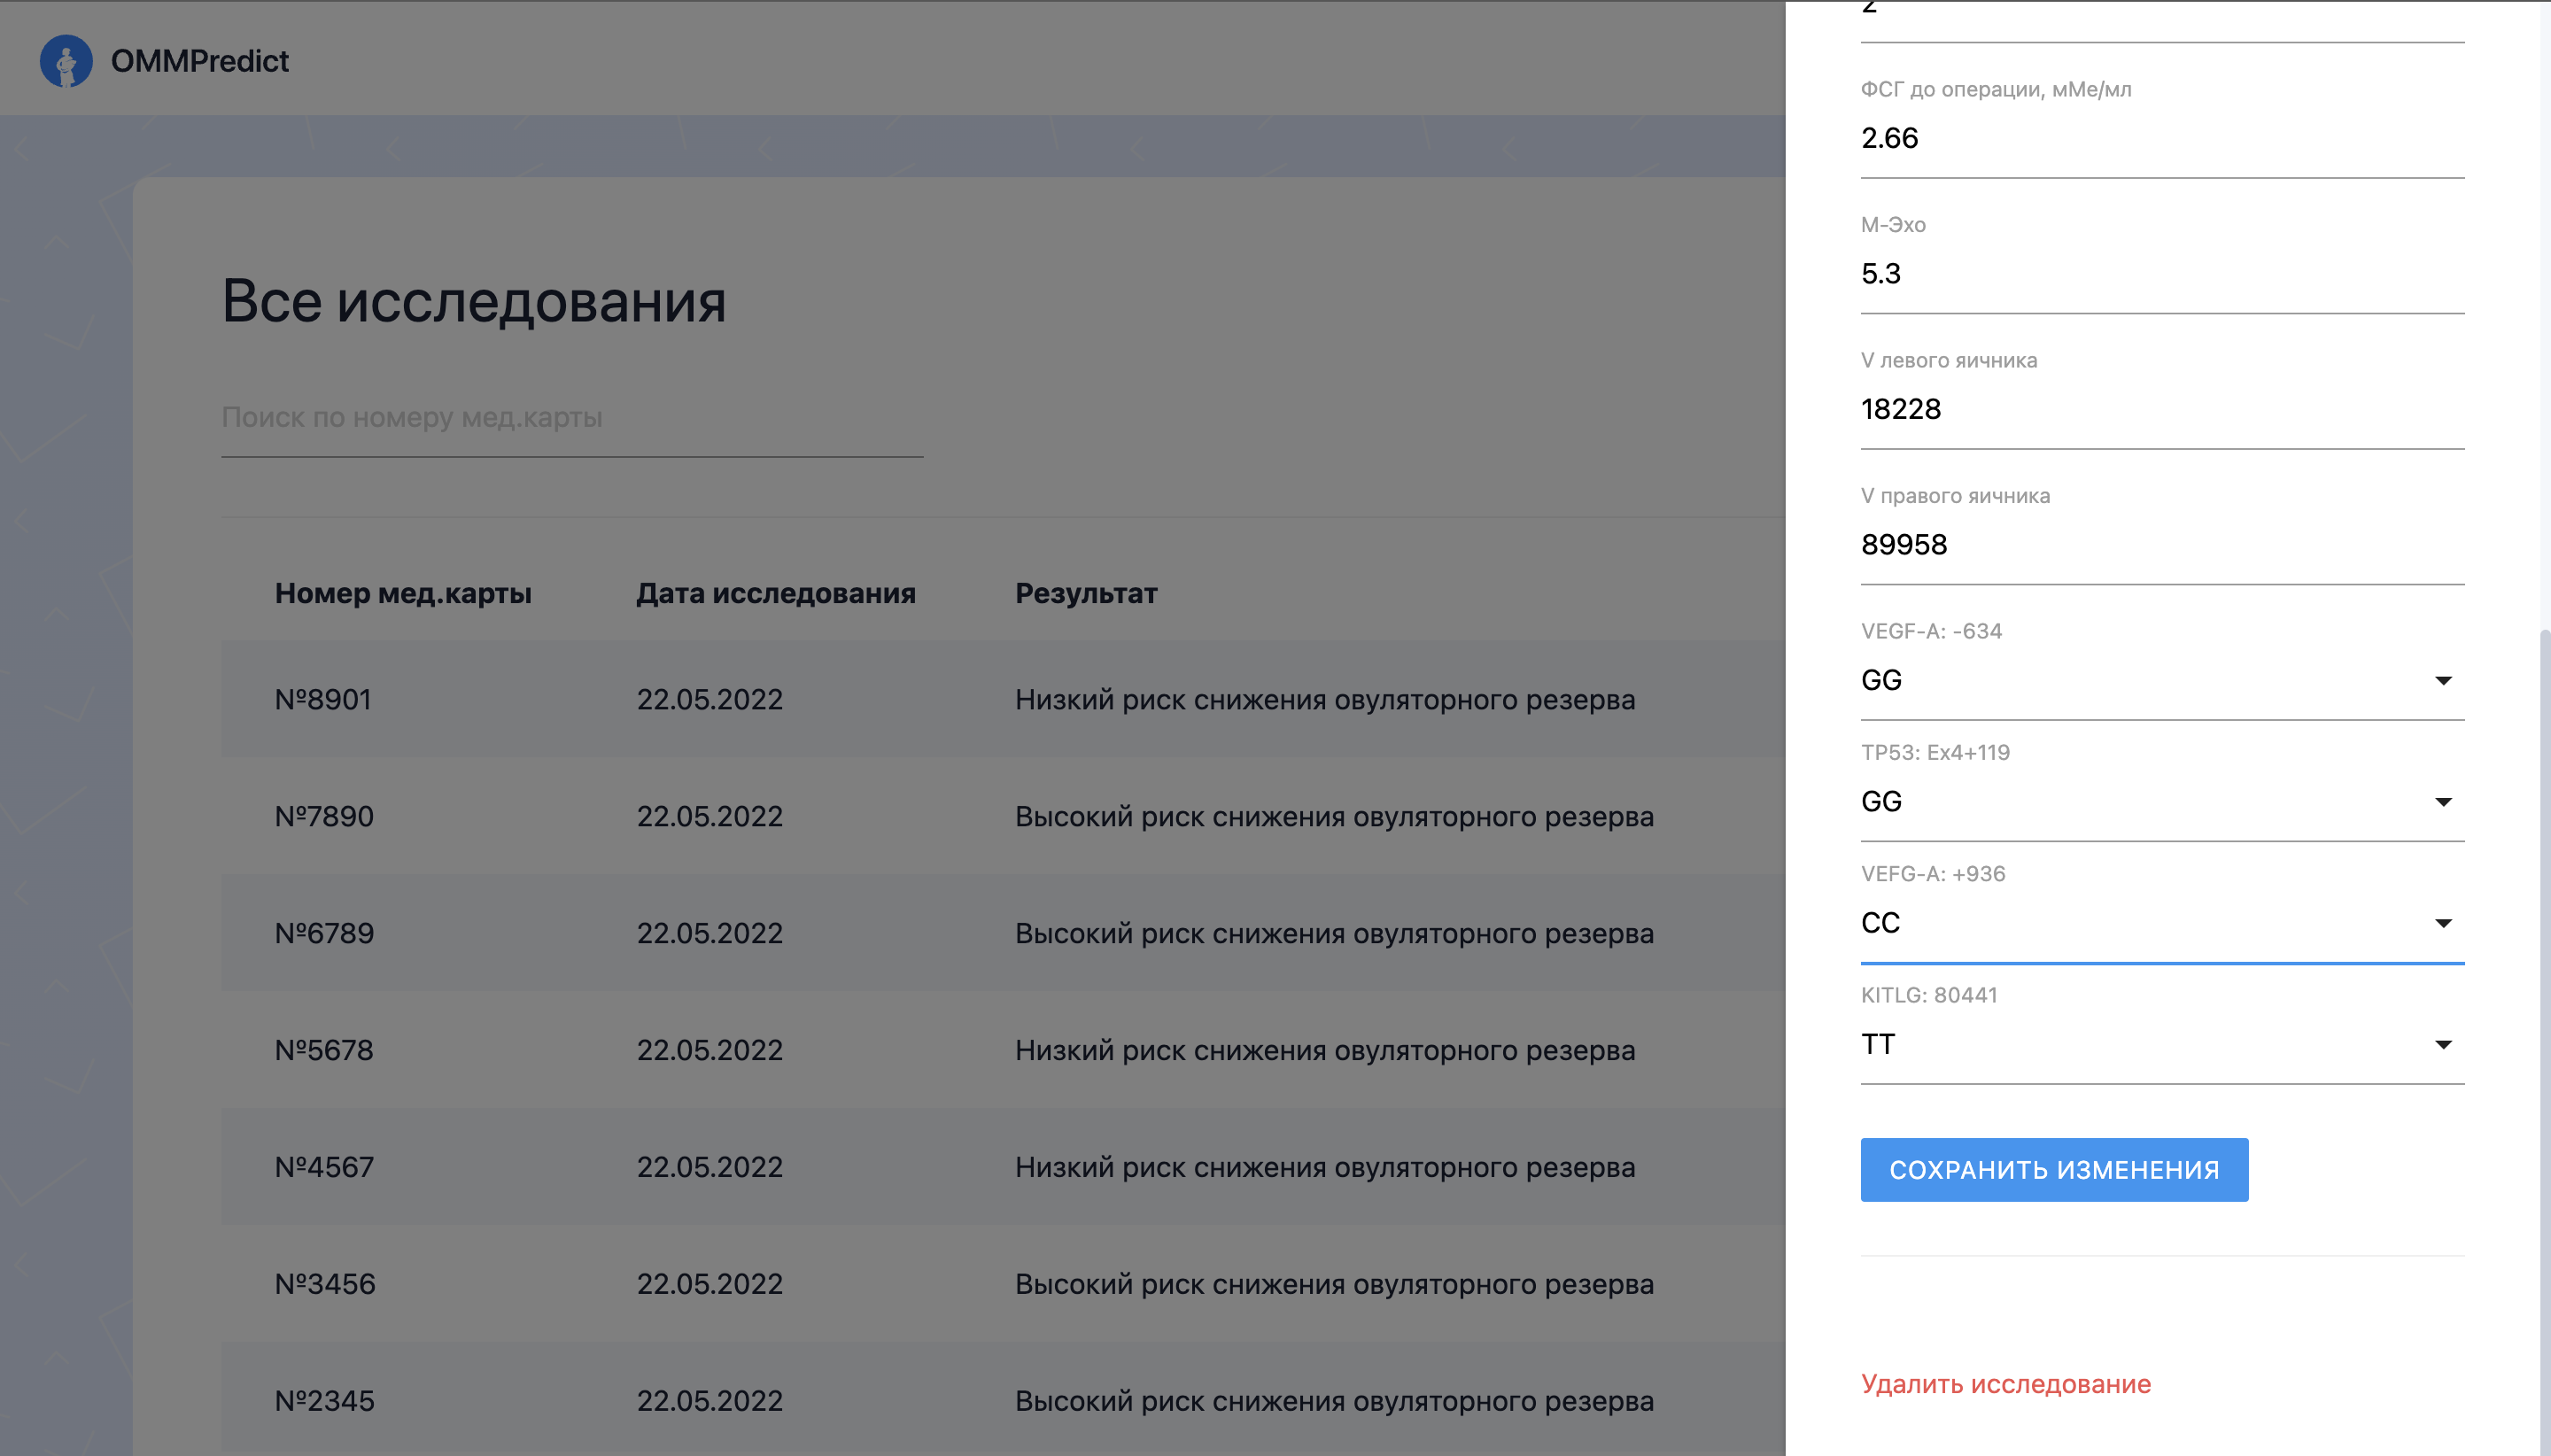 OMMPredict
Все исследования
Поиск по номеру мед.карты
Номер мед.карты Дата исследования Результат
№8901 22.05.2022 Низкий риск снижения овуляторного резерва
№7890 22.05.2022 Высокий риск снижения овуляторного резерва
№6789 22.05.2022 Высокий риск снижения овуляторного резерва
№5678 22.05.2022 Низкий риск снижения овуляторного резерва
№4567 22.05.2022 Низкий риск снижения овуляторного резерва
№3456 22.05.2022 Высокий риск снижения овуляторного резерва
№2345 22.05.2022 Высокий риск снижения овуляторного резерва
ФСГ до операции, мМе/мл
2.66
М-Эхо
5.3
V левого яичника
18228
V правого яичника
89958
VEGF-A: -634
GG
TP53: Ex4+119
GG
VEFG-A: +936
CC
KITLG: 80441
TT
СОХРАНИТЬ ИЗМЕНЕНИЯ
Удалить исследование